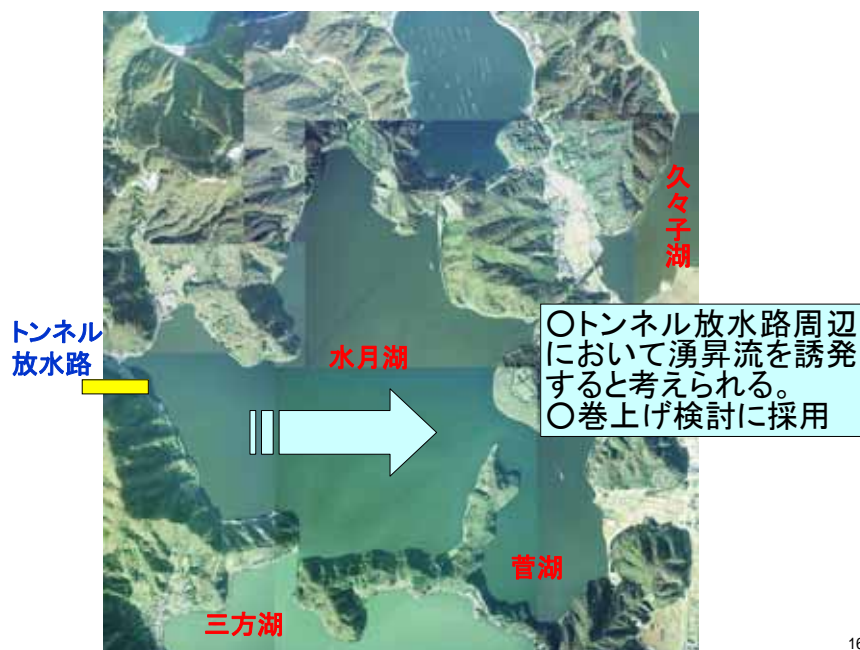 久々子湖
トンネル
放水路
水月湖
○トンネル放水路周辺
において湧昇流を誘発
すると考えられる。
○巻上げ検討に採用
菅湖
三方湖
16